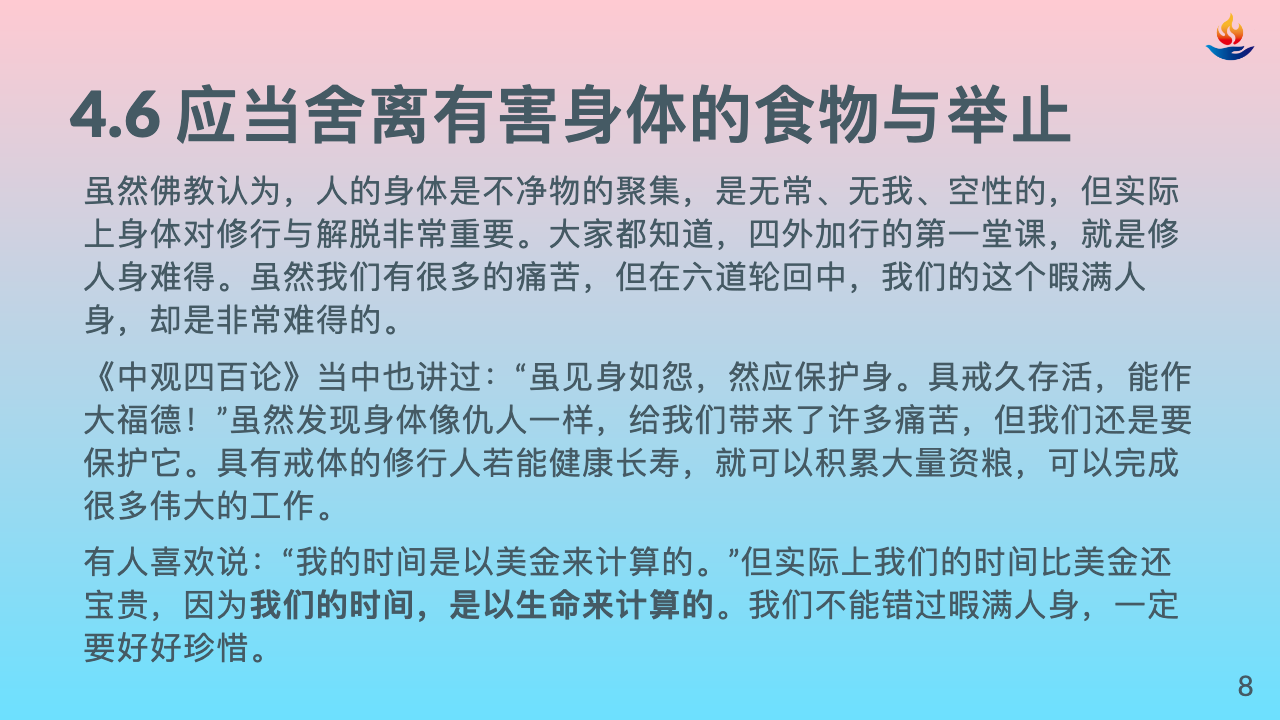 4.6 应当舍离有害身体的食物与举止
虽然佛教认为，人的身体是不净物的聚集，是无常、无我、空性的，但实际
上身体对修行与解脱非常重要。大家都知道，四外加行的第一堂课，就是修
人身难得。虽然我们有很多的痛苦，但在六道轮回中，我们的这个暇满人
身，却是非常难得的。
《中观四百论》当中也讲过：“虽见身如怨，然应保护身。具戒久存活，能作
大福德！”虽然发现身体像仇人一样，给我们带来了许多痛苦，但我们还是要
保护它。具有戒体的修行人若能健康长寿，就可以积累大量资粮，可以完成
很多伟大的工作。
有人喜欢说：“我的时间是以美金来计算的。”但实际上我们的时间比美金还
宝贵，因为我们的时间，是以生命来计算的。我们不能错过暇满人身，一定
要好好珍惜。
8